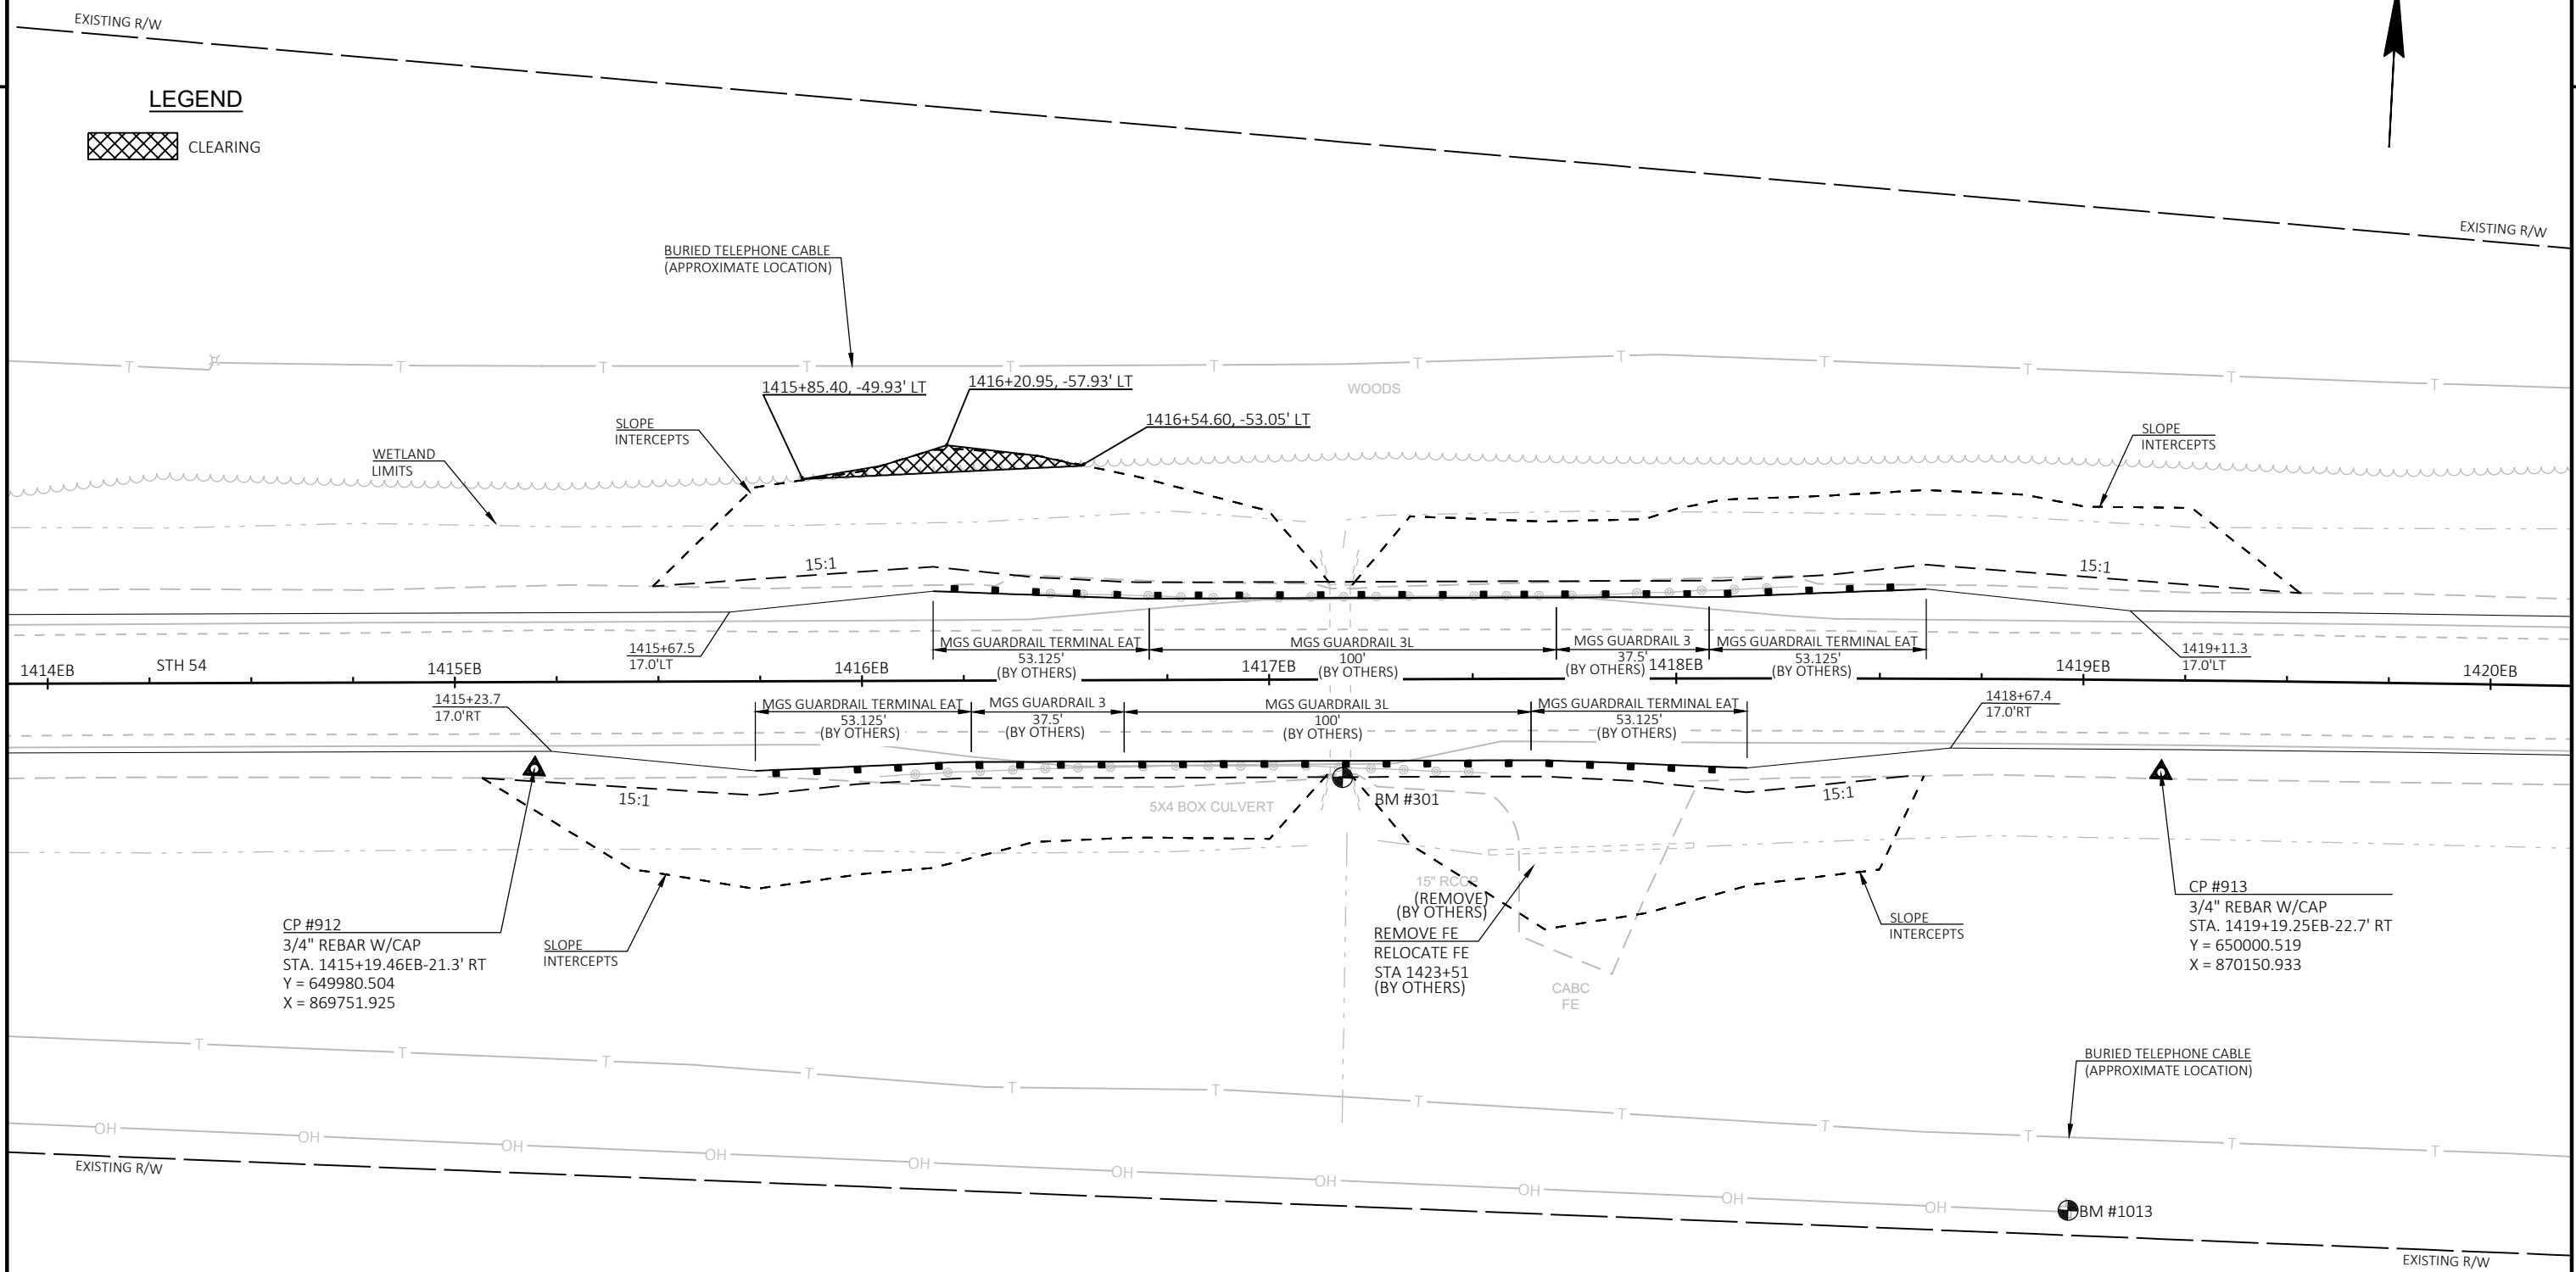 EXISTING R/W
LEGEND
CLEARING
EXISTING R/W
BURIED TELEPHONE CABLE
(APPROXIMATE LOCATION)
T T T T T T T T T T T T
1415+85.40, -49.93' LT
1416+20.95, -57.93' LT
WOODS
1416+54.60, -53.05' LT
SLOPE
INTERCEPTS
WETLAND
LIMITS
SLOPE
INTERCEPTS
15:1
15:1
1415+67.5
17.0'LT
MGS GUARDRAIL TERMINAL EAT
53.125'
(BY OTHERS)
MGS GUARDRAIL 3L
100'
(BY OTHERS)
MGS GUARDRAIL 3
37.5'
(BY OTHERS)
MGS GUARDRAIL TERMINAL EAT
53.125'
(BY OTHERS)
1419+11.3
17.0'LT
1414EB
STH 54
1415EB
1416EB
1417EB
1418EB
1419EB
1420EB
1415+23.7
17.0'RT
MGS GUARDRAIL TERMINAL EAT
53.125'
(BY OTHERS)
MGS GUARDRAIL 3
37.5'
(BY OTHERS)
MGS GUARDRAIL 3L
100'
(BY OTHERS)
MGS GUARDRAIL TERMINAL EAT
53.125'
(BY OTHERS)
1418+67.4
17.0'RT
15:1
5X4 BOX CULVERT
BM #301
15:1
15" RCCP
(REMOVE)
(BY OTHERS)
REMOVE FE
RELOCATE FE
STA 1423+51
(BY OTHERS)
CABC
FE
CP #912
3/4" REBAR W/CAP
STA. 1415+19.46EB-21.3' RT
Y = 649980.504
X = 869751.925
SLOPE
INTERCEPTS
SLOPE
INTERCEPTS
CP #913
3/4" REBAR W/CAP
STA. 1419+19.25EB-22.7' RT
Y = 650000.519
X = 870150.933
T T T T T T T T T T T T
BURIED TELEPHONE CABLE
(APPROXIMATE LOCATION)
OH OH OH OH OH OH OH OH OH OH
EXISTING R/W
BM #1013
EXISTING R/W